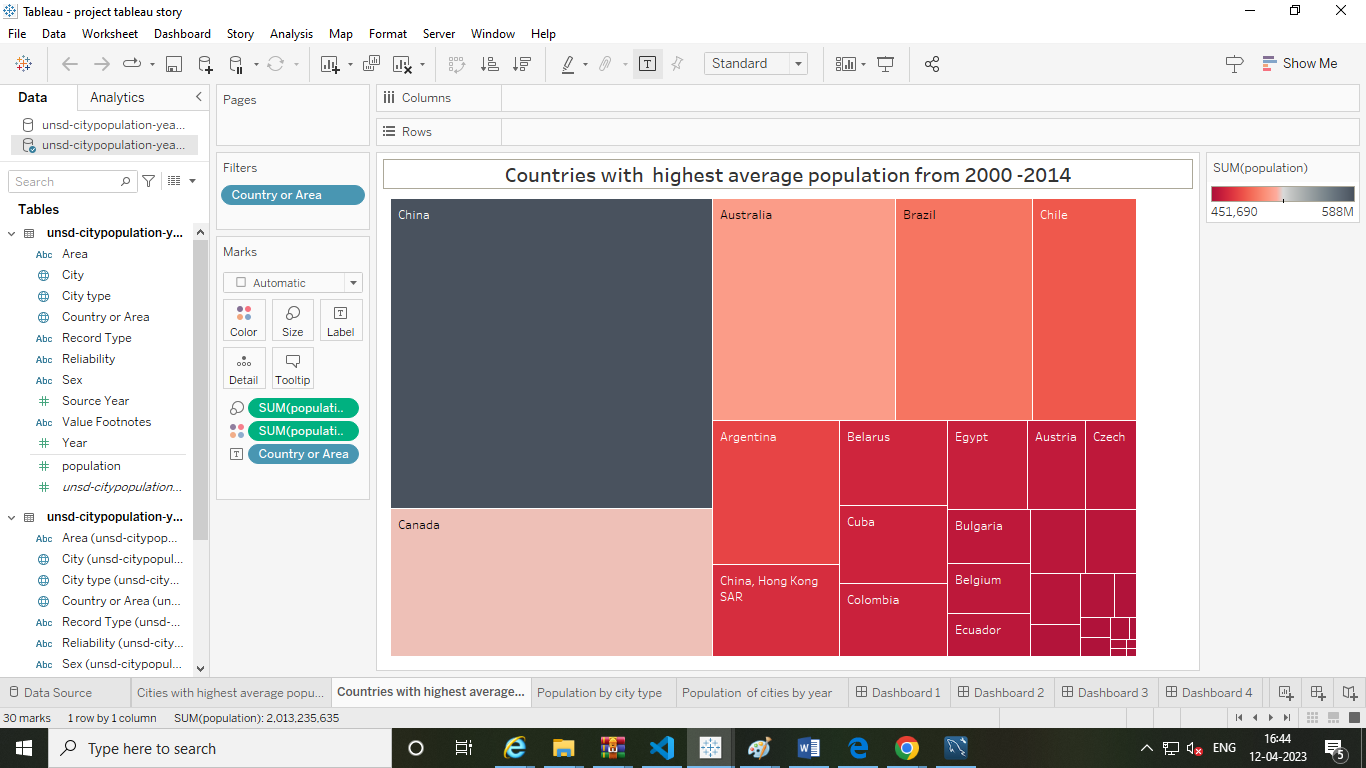 Tableau - project tableau story
File Data Worksheet Dashboard Story Analysis Map Format Server Window Help
Standard
Show Me
Data Analytics
unsd-citypopulation-yea...
unsd-citypopulation-yea...
Search
Tables
unsd-citypopulation-y...
Abc Area
City
City type
Country or Area
Abc Record Type
Abc Reliability
Abc Sex
# Source Year
Abc Value Footnotes
# Year
# population
# unsd-citypopulation...
unsd-citypopulation-y...
Abc Area (unsd-citypop...
City (unsd-citypopul...
City type (unsd-city...
Country or Area (un...
Abc Record Type (unsd-...
Abc Reliability (unsd-city...
Abc Sex (unsd-citypopul...
Pages
Filters
Country or Area
Marks
Automatic
Color Size Label
Detail Tooltip
SUM(populati..
SUM(populati..
Country or Area
Columns
Rows
Countries with highest average population from 2000 -2014
China
Australia
Brazil
Chile
Canada
Argentina
China, Hong Kong
SAR
Belarus
Cuba
Colombia
Egypt
Austria
Czech
Bulgaria
Belgium
Ecuador
SUM(population)
451,690 588M
Data Source Cities with highest average popu... Countries with highest average... Population by city type Population of cities by year Dashboard 1 Dashboard 2 Dashboard 3 Dashboard 4
30 marks 1 row by 1 column SUM(population): 2,013,235,635
Type here to search
ENG
16:44
12-04-2023
5